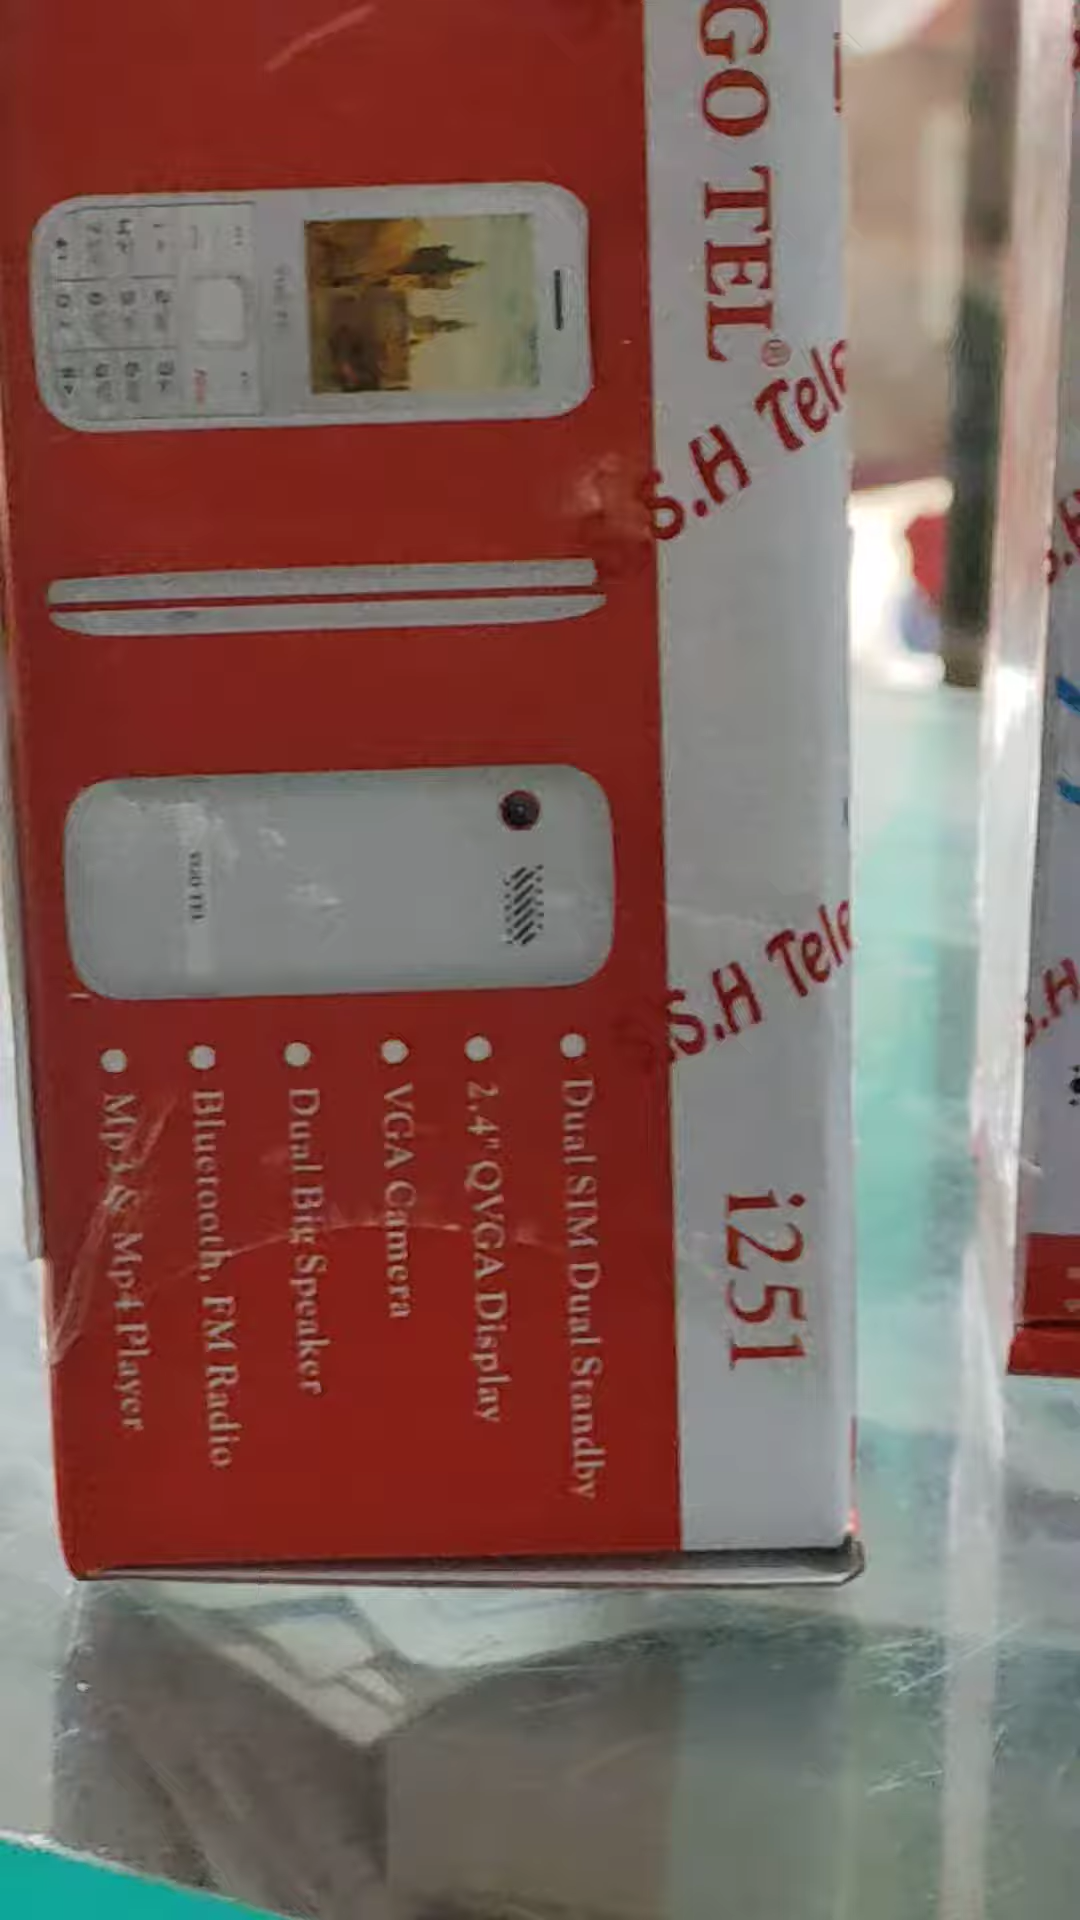 GO TEL®
i251
S.H Tele
S.H Tele
• Dual SIM Dual Standby
• 2.4" QVGA Display
• VGA Camera
• Dual Big Speaker
• Bluetooth, FM Radio
• Mp3 & Mp4 Player